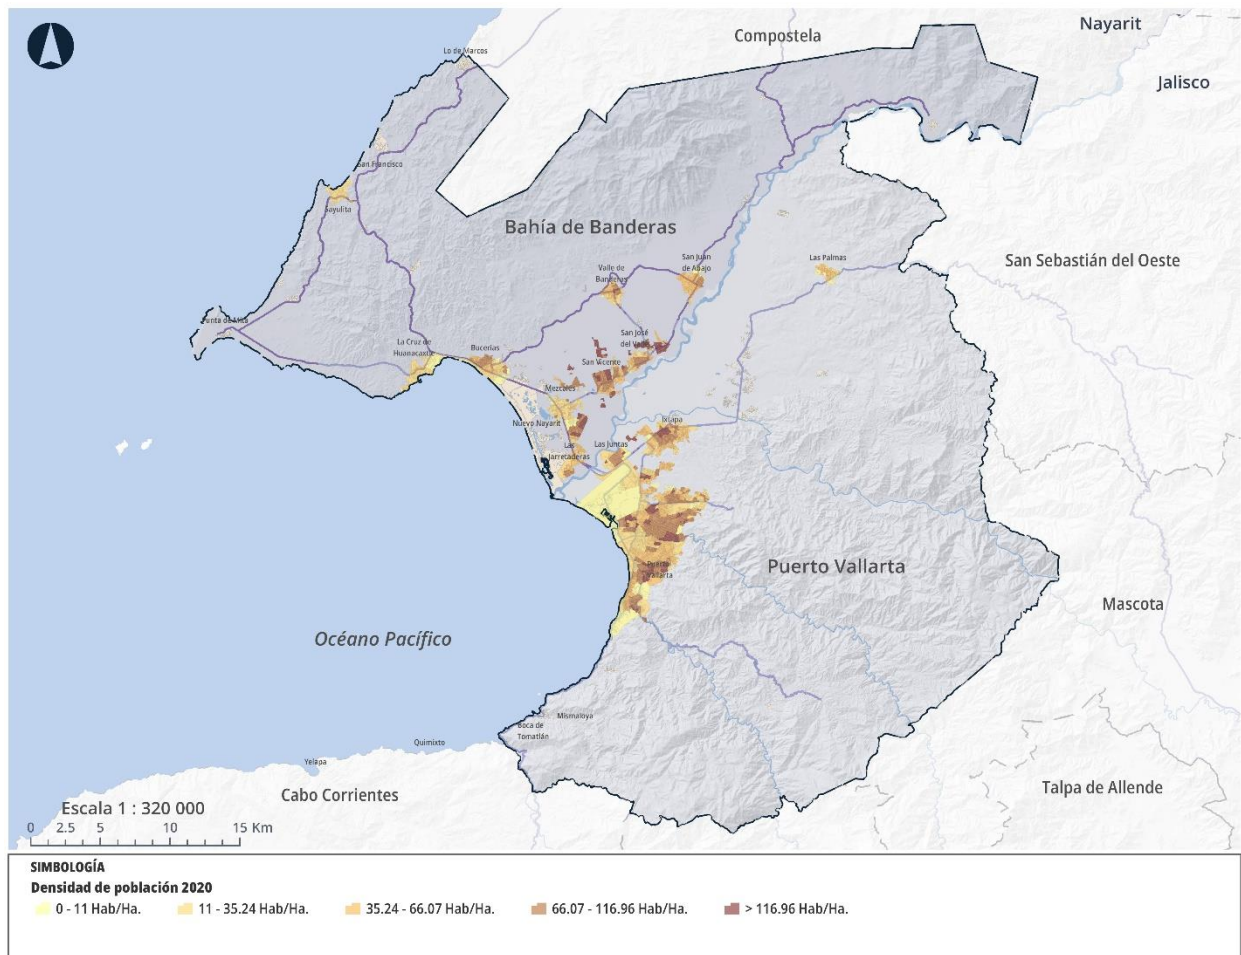 Nayarit
Compostela
Lo de Marcos
Jalisco
San Francisco
Sayulita
Bahía de Banderas
San Juan
de Abajo
Las Palmas
San Sebastián del Oeste
Valle de
Banderas
Punta de Mita
San José
del Valle
La Cruz de
Huanacaxtle
Bucerías
San Vicente
Mezcales
Nuevo Nayarit
Ixtapa
Las Juntas
Las
Jarretaderas
Puerto
Vallarta
Puerto Vallarta
Mascota
Océano Pacífico
Mismaloya
Boca de
Tomatlán
Quimixto
Yelapa
Cabo Corrientes
Talpa de Allende
Escala 1 : 320 000
0 2.5 5 10 15 Km
SIMBOLOGÍA
Densidad de población 2020
0 - 11 Hab/Ha. 11 - 35.24 Hab/Ha. 35.24 - 66.07 Hab/Ha. 66.07 - 116.96 Hab/Ha. > 116.96 Hab/Ha.